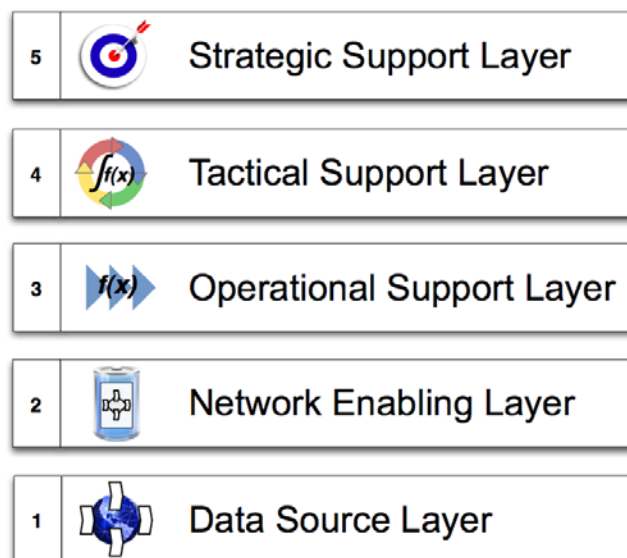 5 Strategic Support Layer
4 ∫f(x) Tactical Support Layer
3 f(x) Operational Support Layer
2 Network Enabling Layer
1 Data Source Layer